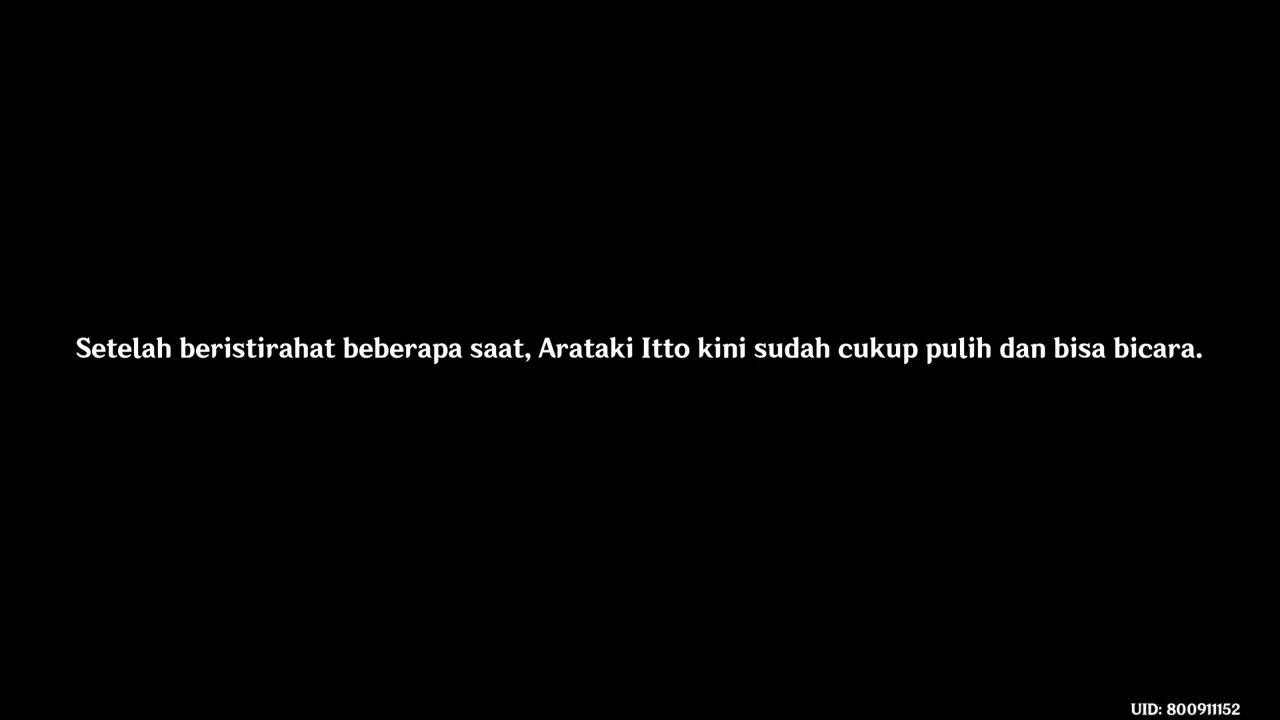 Setelah beristirahat beberapa saat, Arataki Itto kini sudah cukup pulih dan bisa bicara.
UID: 800911152